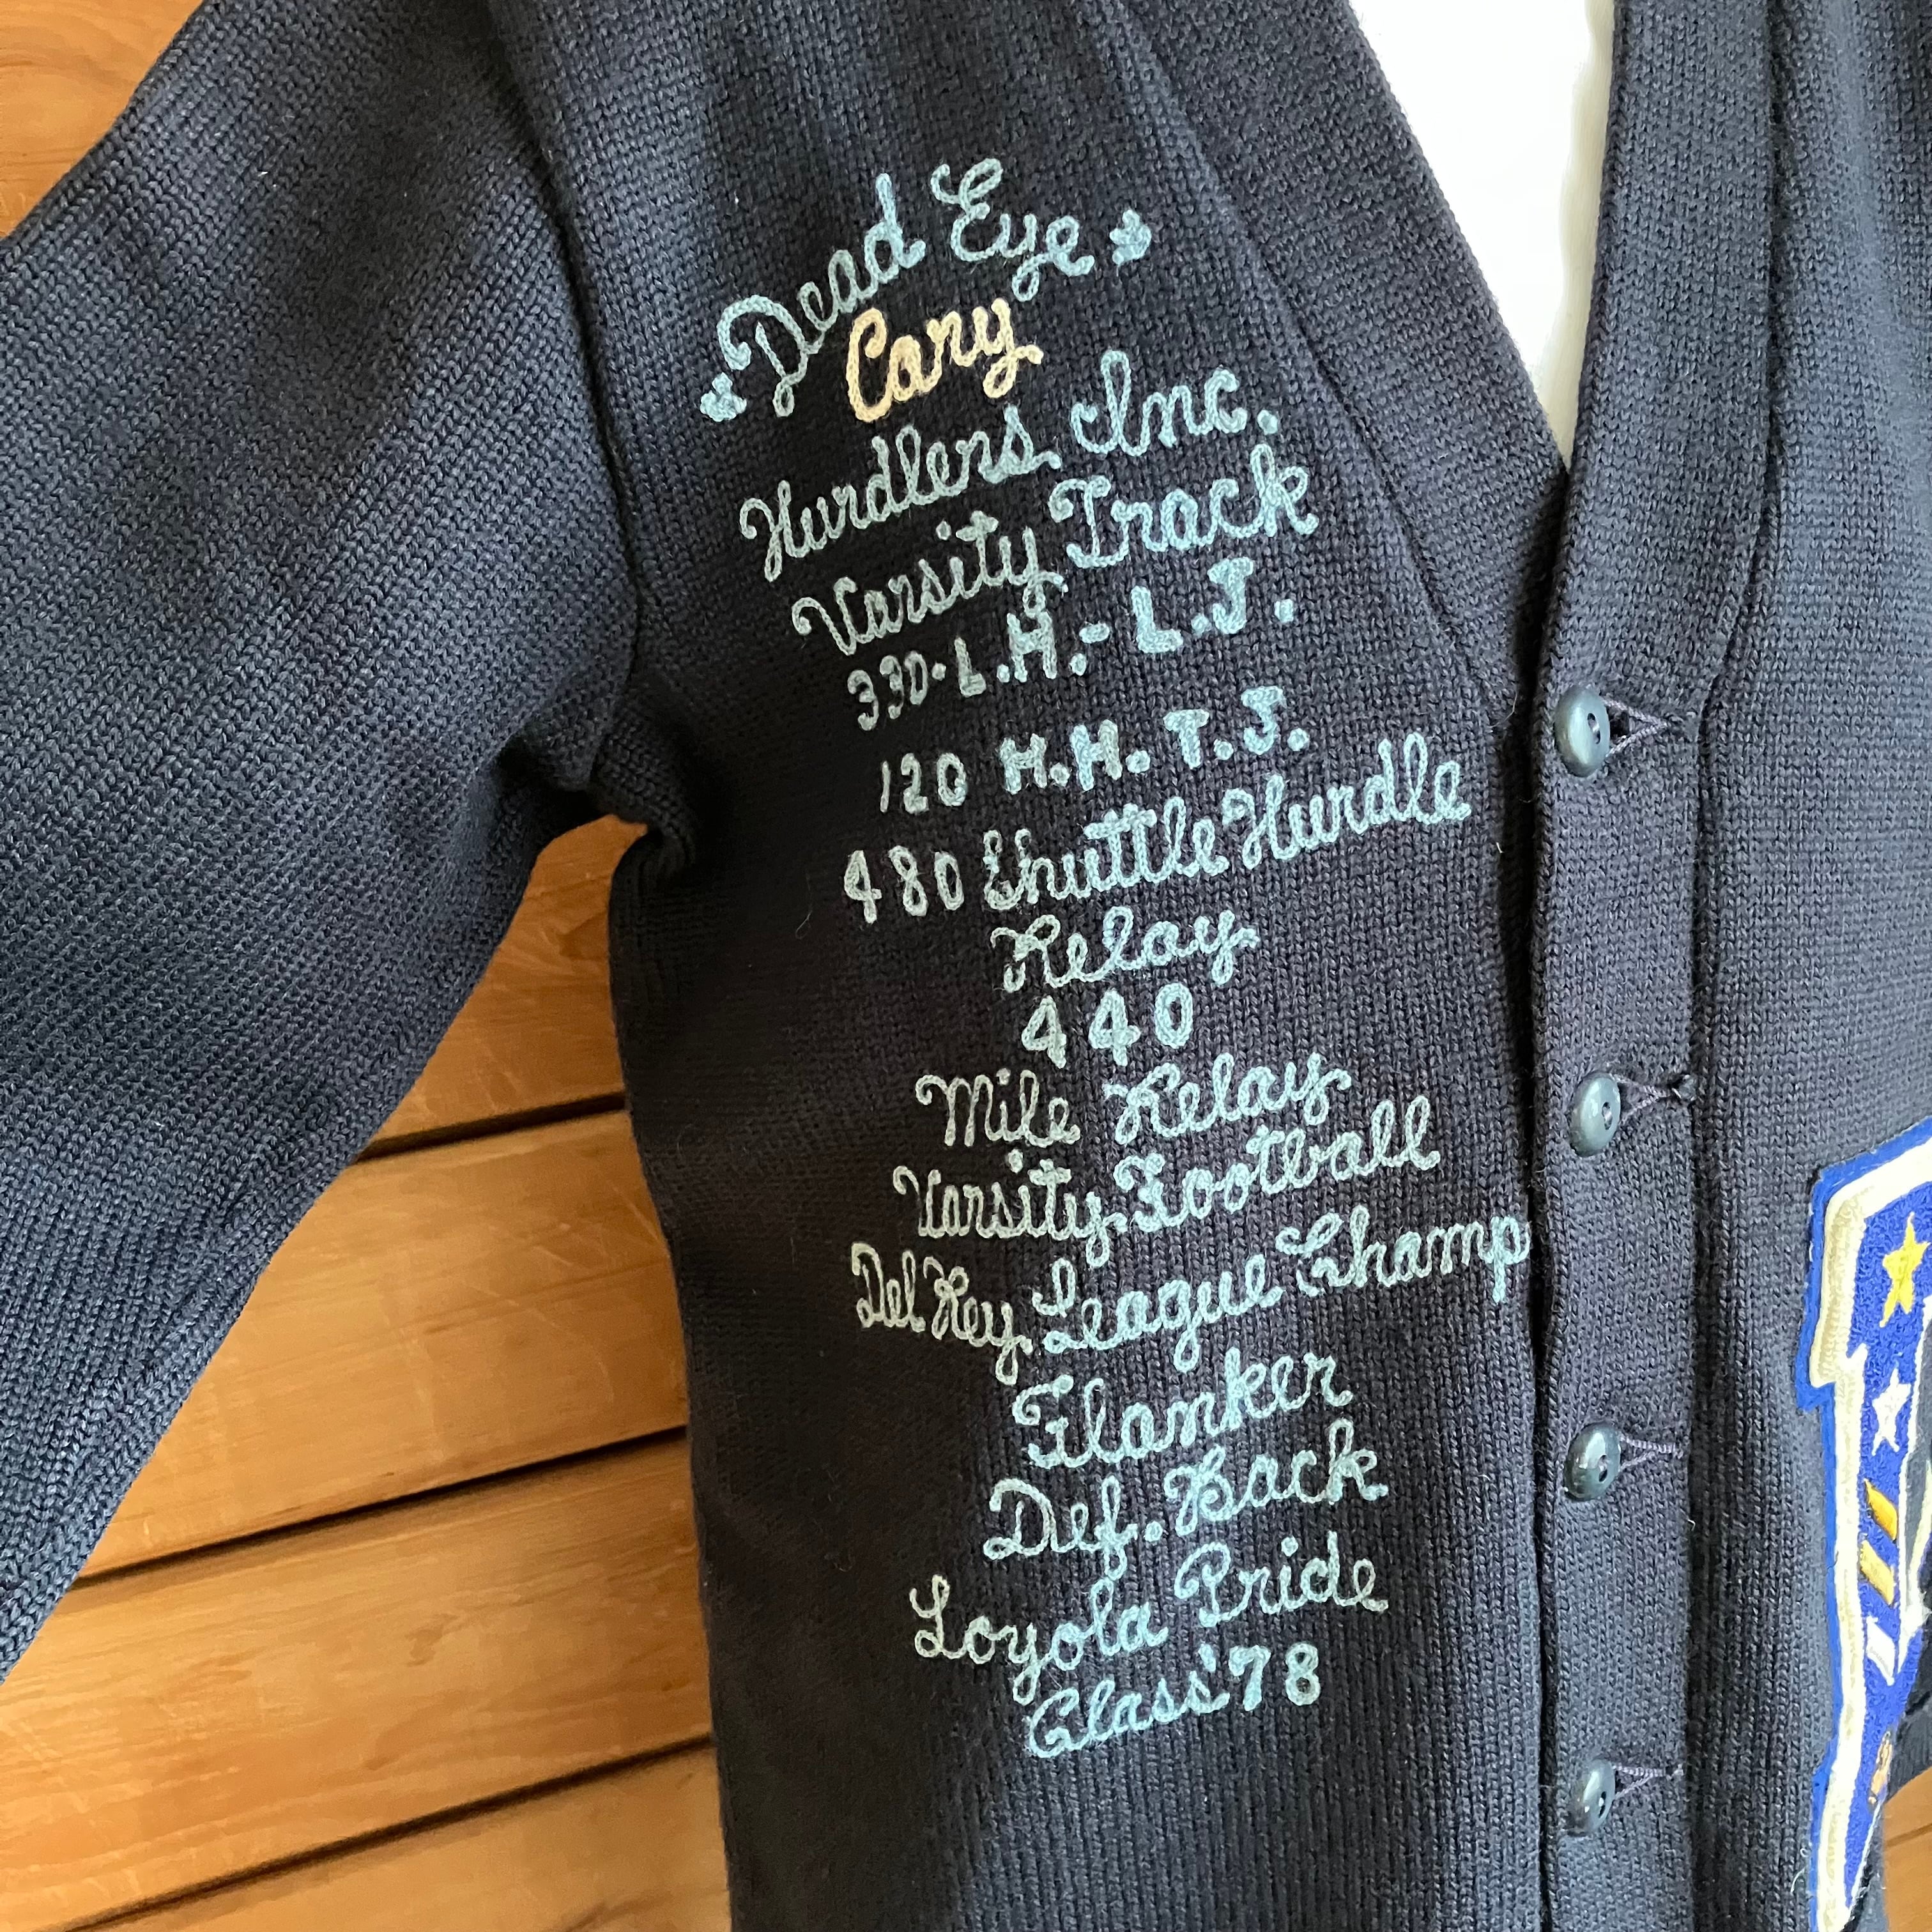 Dead Eye
Cary
Hurdlers Inc.
Varsity Track
330.L.H.-L.J.
120 H.H. T.J.
480 Shuttle Hurdle
Relay
440
Mile Relay
Varsity Football
Del Rey League Champ
Flanker
Def. Back
Loyola Pride
Class '78